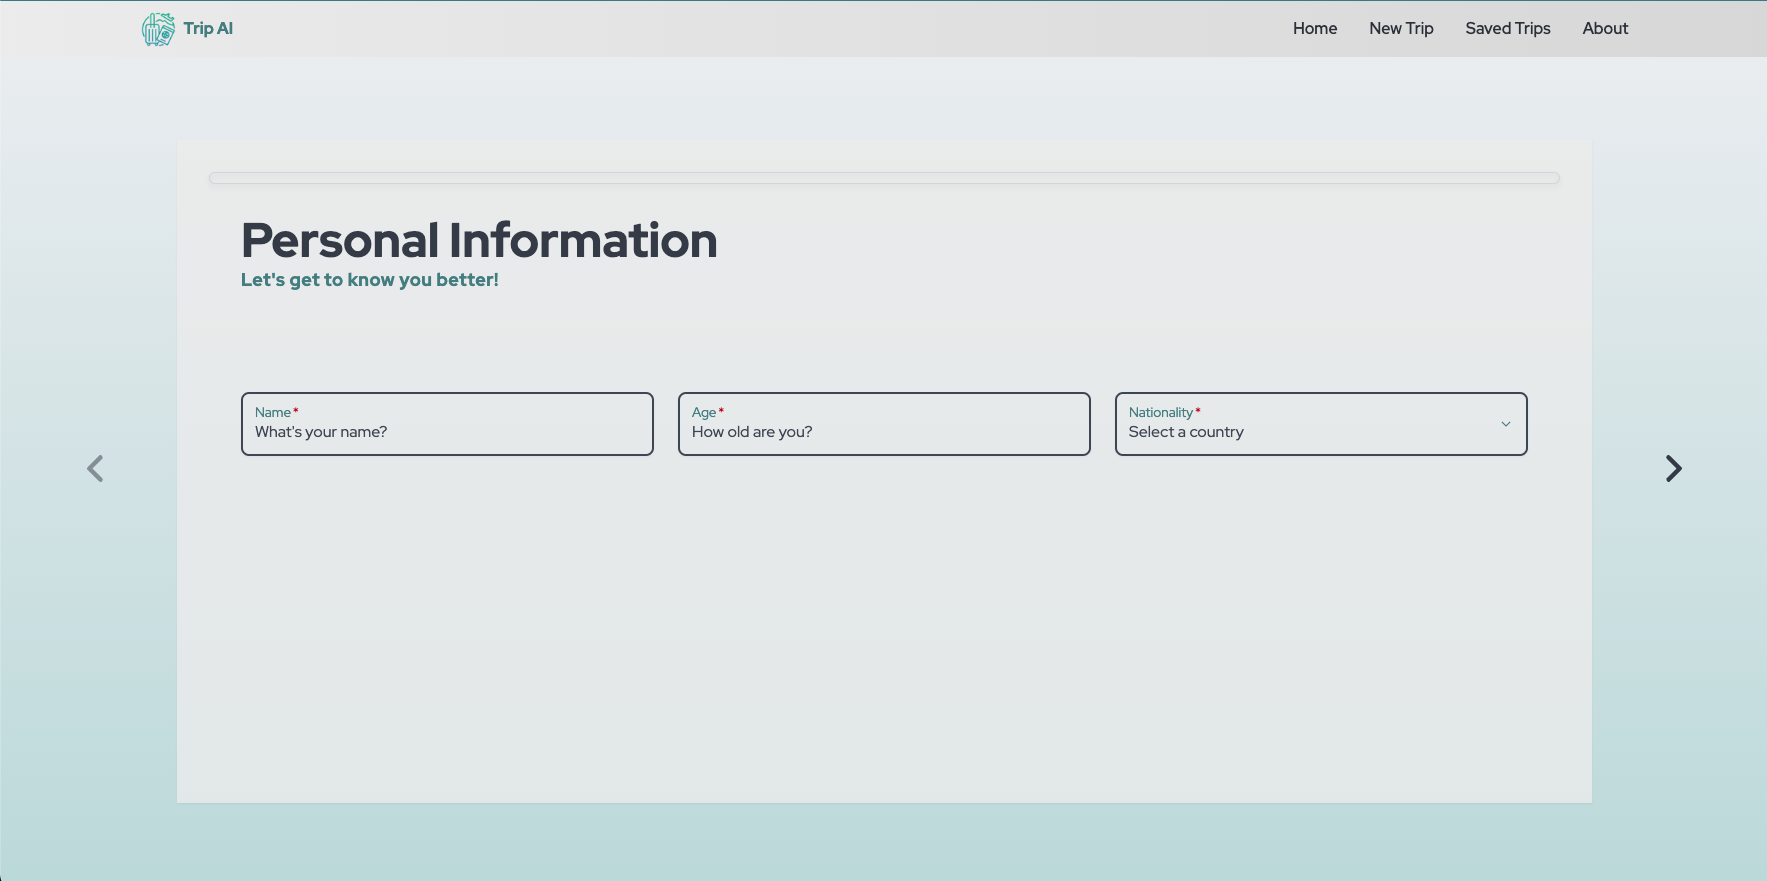 Trip AI
Home New Trip Saved Trips About
Personal Information
Let's get to know you better!
Name*
What's your name?
Age*
How old are you?
Nationality*
Select a country